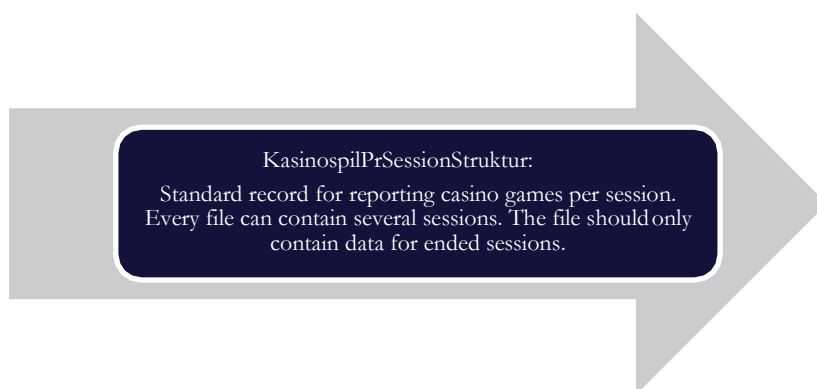 KasinospilPrSessionStruktur:
Standard record for reporting casino games per session.
Every file can contain several sessions. The file should only
contain data for ended sessions.